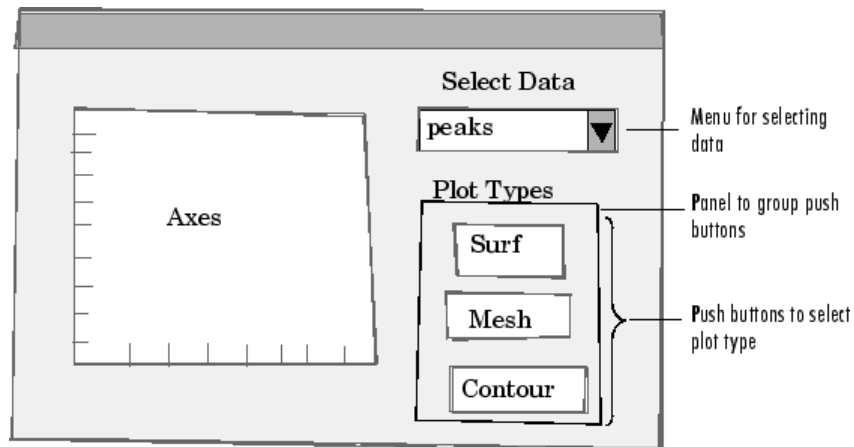 Select Data
peaks
Menu for selecting
data
Plot Types
Panel to group push
buttons
Axes
Surf
Mesh
Push buttons to select
plot type
Contour